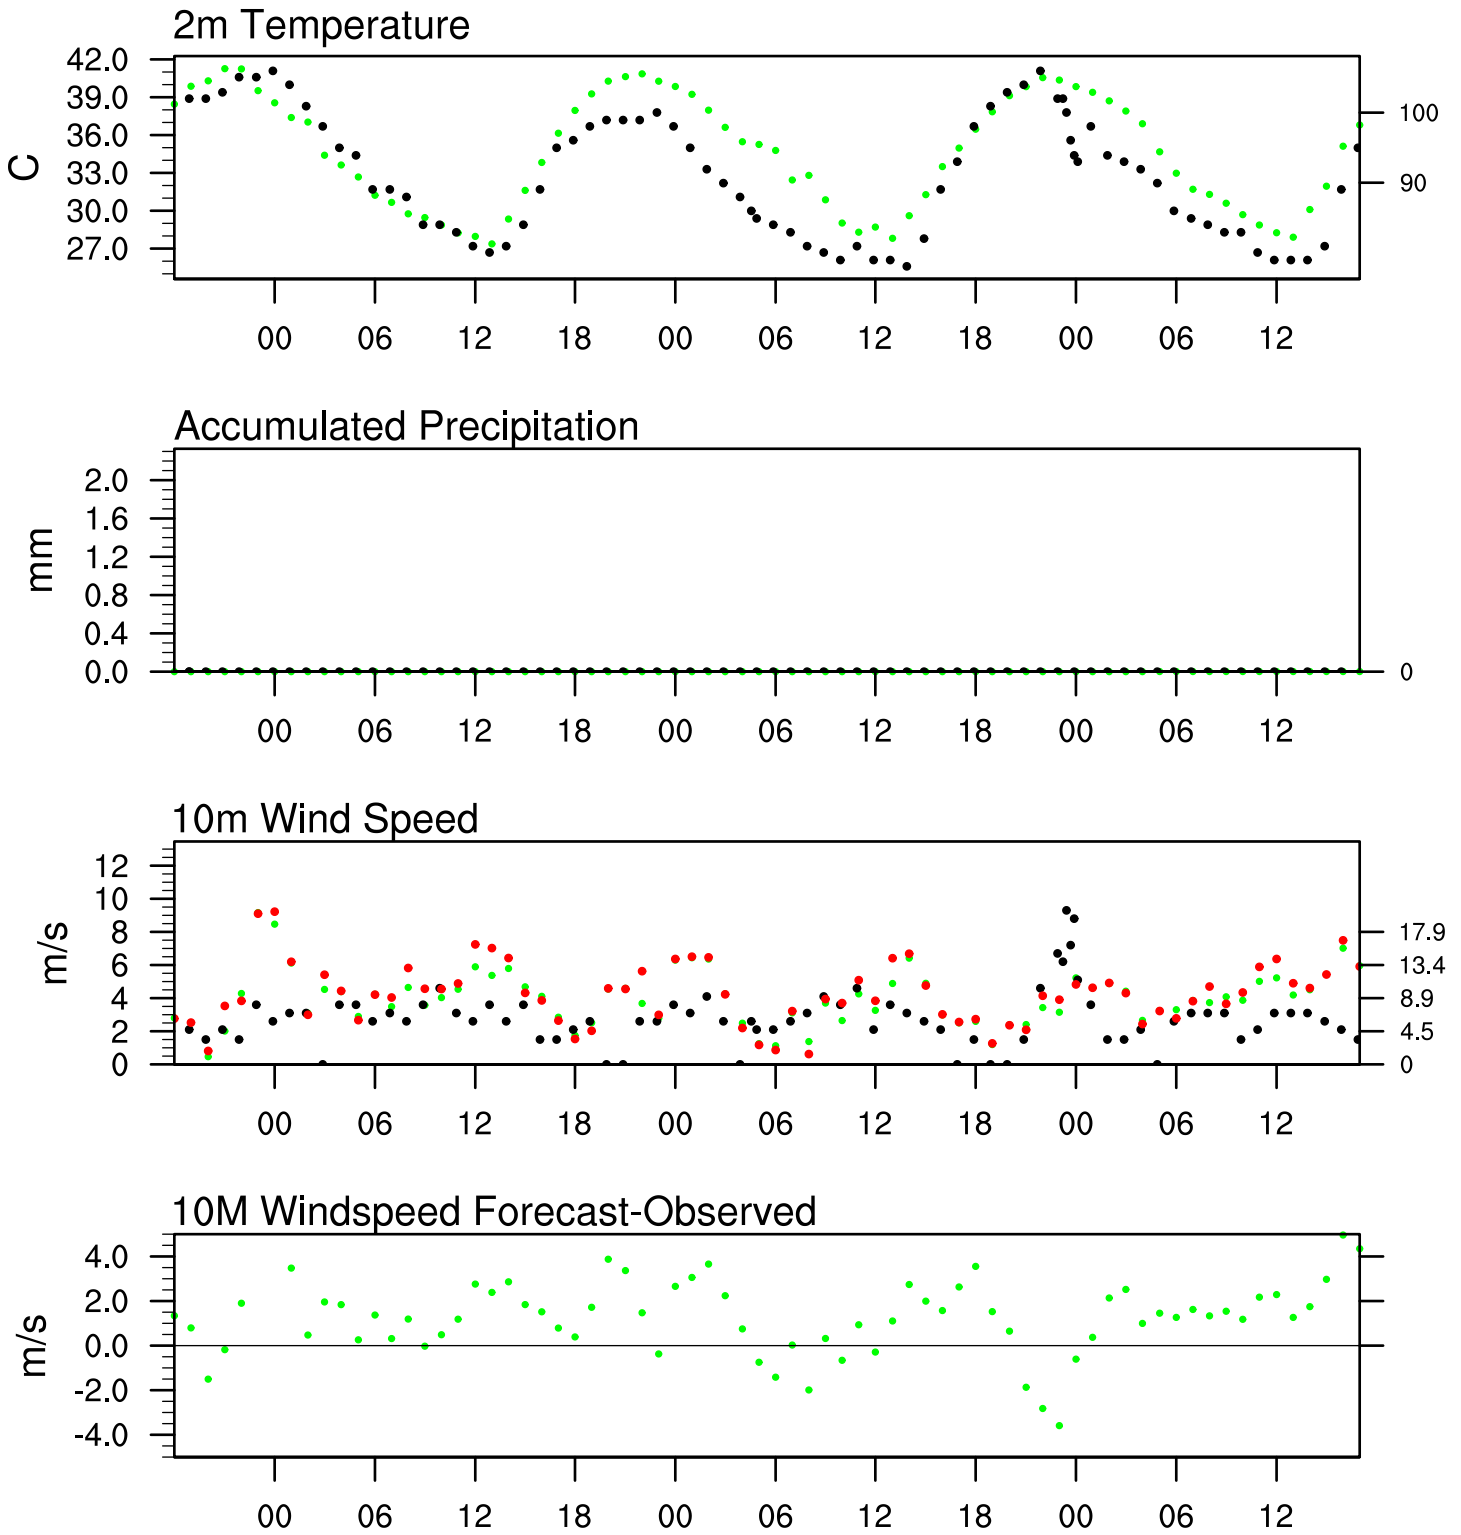 2m Temperature
42.0
39.0
36.0
33.0
30.0
27.0
C
100
90
00 06 12 18 00 06 12 18 00 06 12
Accumulated Precipitation
2.0
1.6
1.2
0.8
0.4
0.0
mm
0
00 06 12 18 00 06 12 18 00 06 12
10m Wind Speed
12
10
8
6
4
2
0
m/s
17.9
13.4
8.9
4.5
0
00 06 12 18 00 06 12 18 00 06 12
10M Windspeed Forecast-Observed
4.0
2.0
0.0
-2.0
-4.0
m/s
00 06 12 18 00 06 12 18 00 06 12